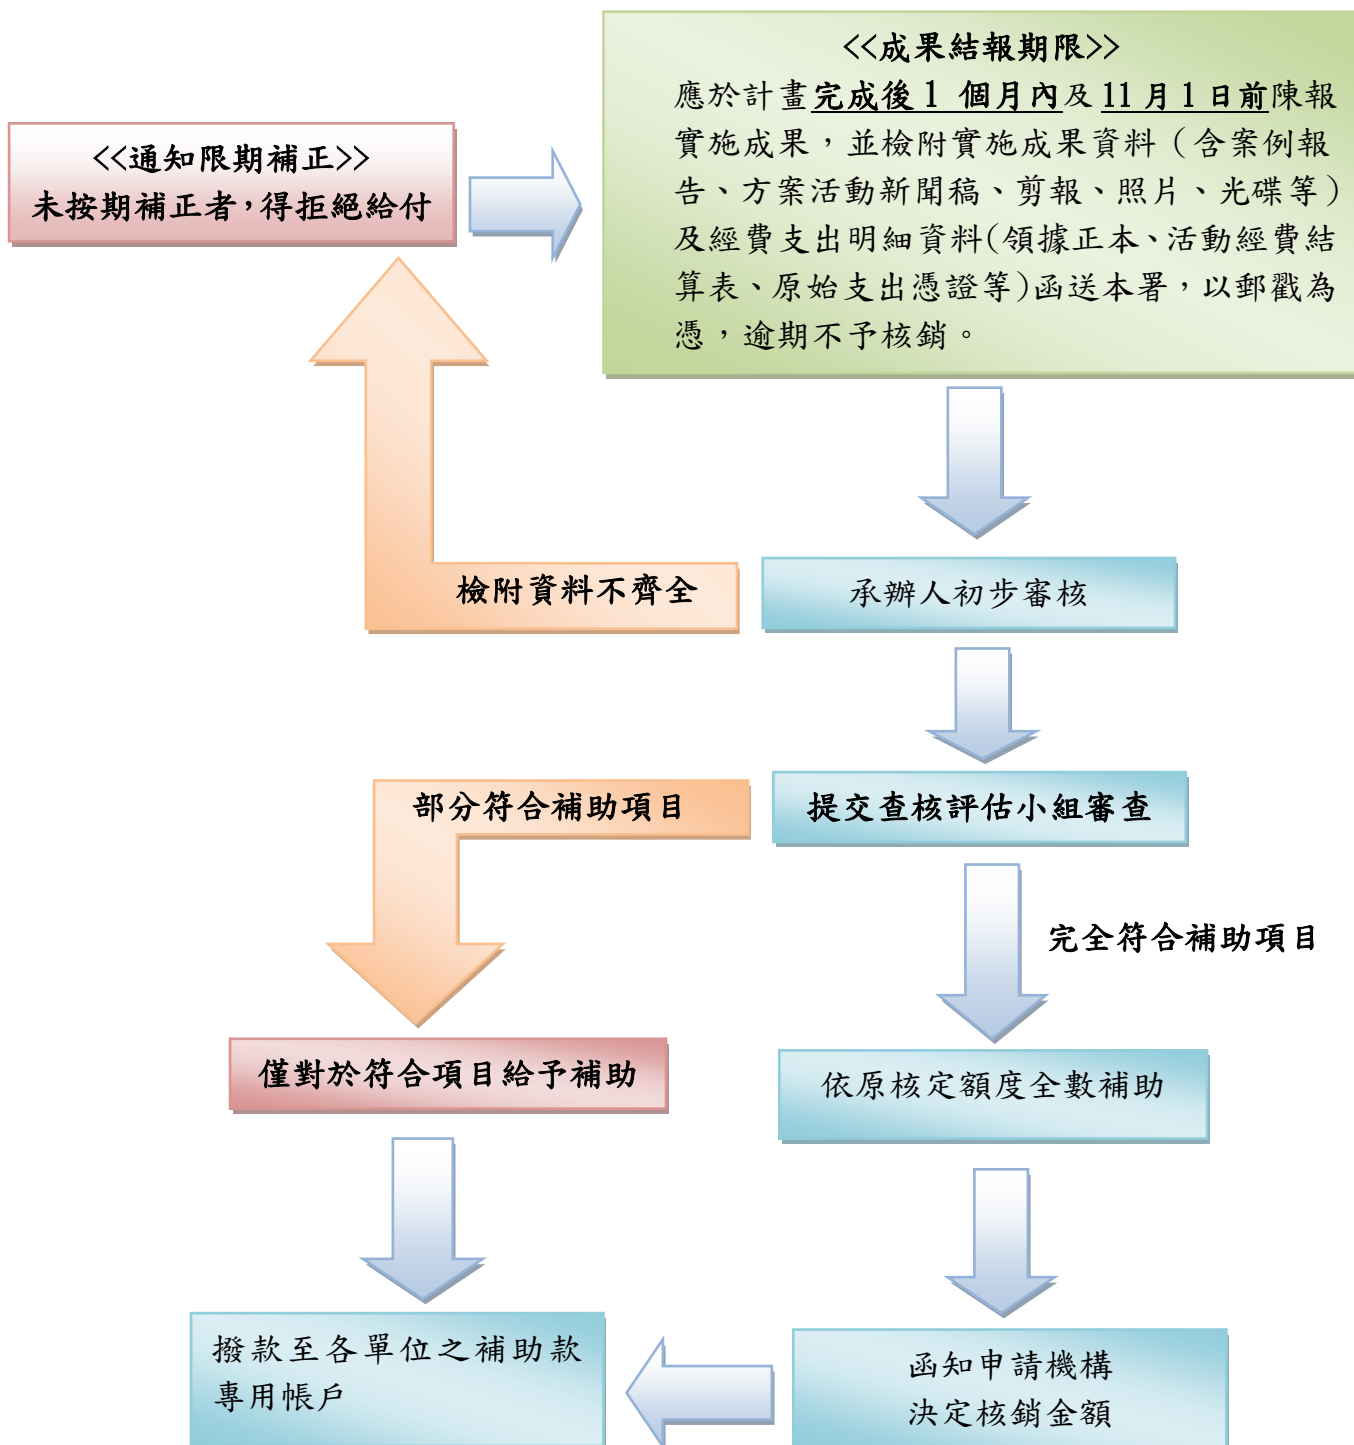 <<成果結報期限>>
應於計畫完成後 1 個月內及 11 月 1 日前陳報
實施成果，並檢附實施成果資料（含案例報
告、方案活動新聞稿、剪報、照片、光碟等）
及經費支出明細資料(領據正本、活動經費結
算表、原始支出憑證等)函送本署，以郵戳為
憑，逾期不予核銷。
<<通知限期補正>>
未按期補正者，得拒絕給付
檢附資料不齊全
承辦人初步審核
部分符合補助項目
提交查核評估小組審查
完全符合補助項目
僅對於符合項目給予補助
依原核定額度全數補助
撥款至各單位之補助款
專用帳戶
函知申請機構
決定核銷金額